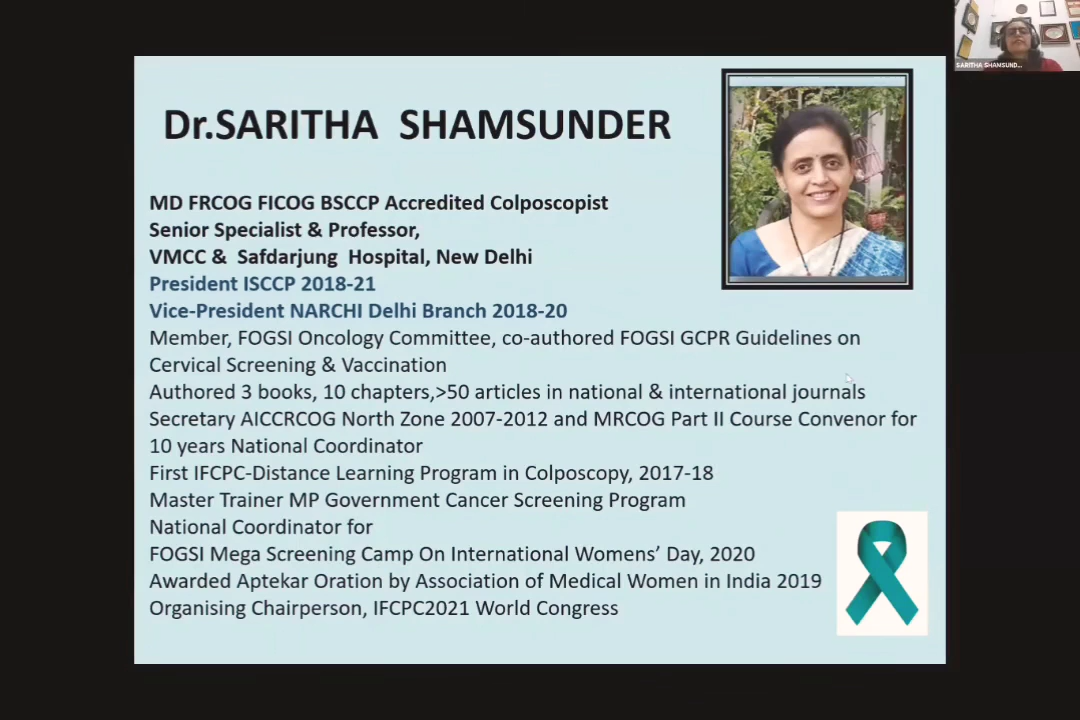 SARITHA SHAMSUND...
Dr.SARITHA SHAMSUNDER
MD FRCOG FICOG BSCCP Accredited Colposcopist
Senior Specialist & Professor,
VMCC & Safdarjung Hospital, New Delhi
President ISCCP 2018-21
Vice-President NARCHI Delhi Branch 2018-20
Member, FOGSI Oncology Committee, co-authored FOGSI GCPR Guidelines on
Cervical Screening & Vaccination
Authored 3 books, 10 chapters,>50 articles in national & international journals
Secretary AICCRCOG North Zone 2007-2012 and MRCOG Part II Course Convenor for
10 years National Coordinator
First IFCPC-Distance Learning Program in Colposcopy, 2017-18
Master Trainer MP Government Cancer Screening Program
National Coordinator for
FOGSI Mega Screening Camp On International Womens’ Day, 2020
Awarded Aptekar Oration by Association of Medical Women in India 2019
Organising Chairperson, IFCPC2021 World Congress